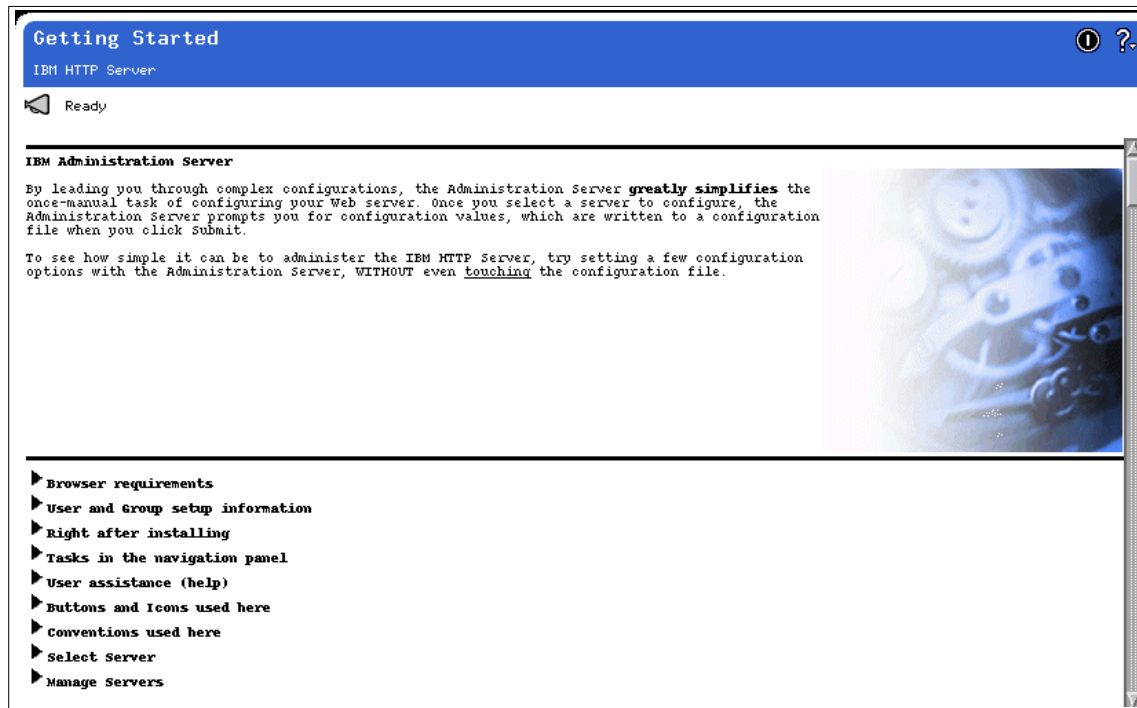 Getting Started
IBM HTTP Server
Ready
IBM Administration Server
By leading you through complex configurations, the Administration Server greatly simplifies the
once-manual task of configuring your Web server. Once you select a server to configure, the
Administration Server prompts you for configuration values, which are written to a configuration
file when you click Submit.
To see how simple it can be to administer the IBM HTTP Server, try setting a few configuration
options with the Administration Server, WITHOUT even touching the configuration file.
Browser requirements
User and Group setup information
Right after installing
Tasks in the navigation panel
User assistance (help)
Buttons and Icons used here
Conventions used here
Select Server
Manage Servers